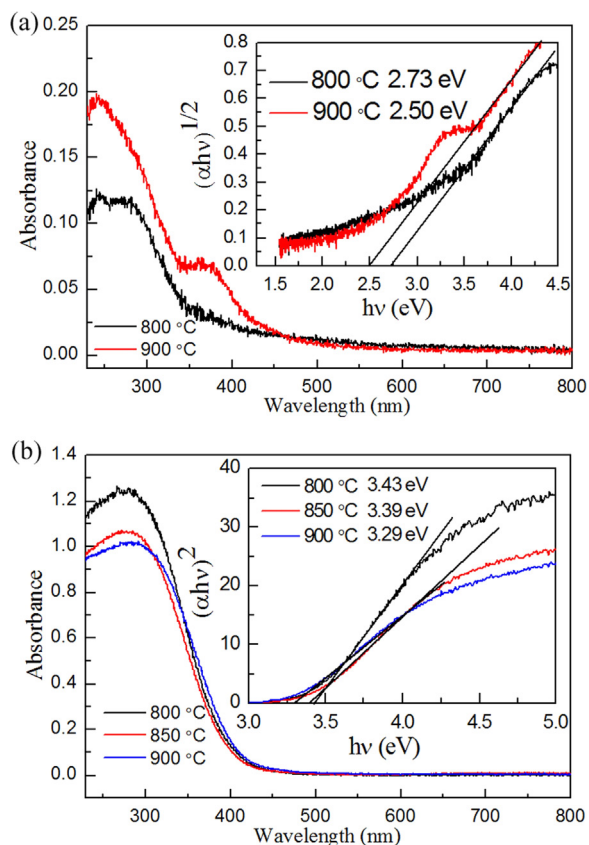 (a)
0.25
0.20
0.15
0.10
0.05
0.00
Absorbance
800 °C
900 °C
300 400 500 600 700 800
Wavelength (nm)
0.8
0.7
0.6
0.5
0.4
0.3
0.2
0.1
0.0
(αhν)^1/2
800 °C 2.73 eV
900 °C 2.50 eV
1.5 2.0 2.5 3.0 3.5 4.0 4.5
hν (eV)
(b)
1.4
1.2
1.0
0.8
0.6
0.4
0.2
0.0
Absorbance
800 °C
850 °C
900 °C
300 400 500 600 700 800
Wavelength (nm)
40
30
20
10
0
(αhν)^2
800 °C 3.43 eV
850 °C 3.39 eV
900 °C 3.29 eV
3.0 3.5 4.0 4.5 5.0
hν (eV)